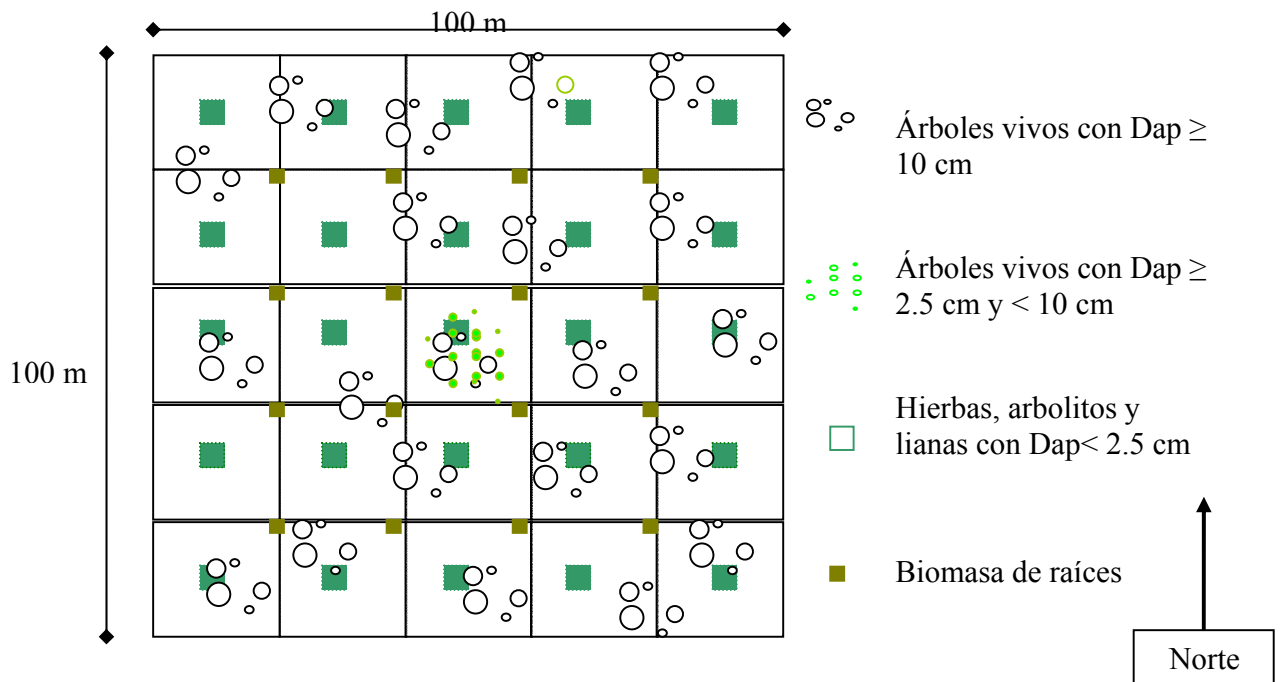 100 m
Árboles vivos con Dap ≥
10 cm
Árboles vivos con Dap ≥
2.5 cm y < 10 cm
100 m
Hierbas, arbolitos y
lianas con Dap< 2.5 cm
Biomasa de raíces
Norte